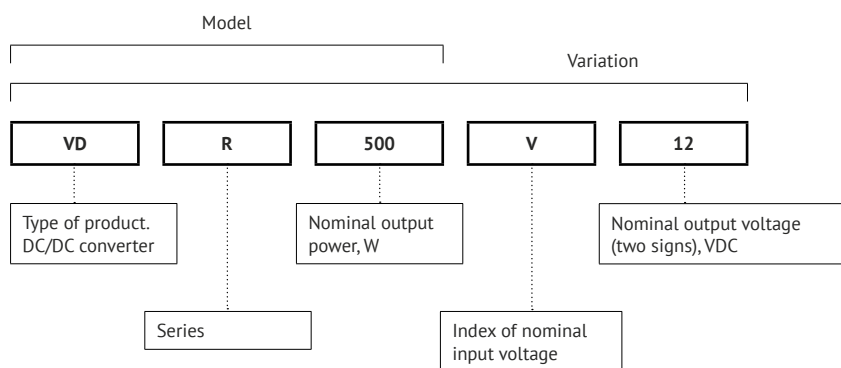 Model
Variation
VD R 500 V 12
Type of product.
DC/DC converter
Nominal output
power, W
Nominal output voltage
(two signs), VDC
Series
Index of nominal
input voltage